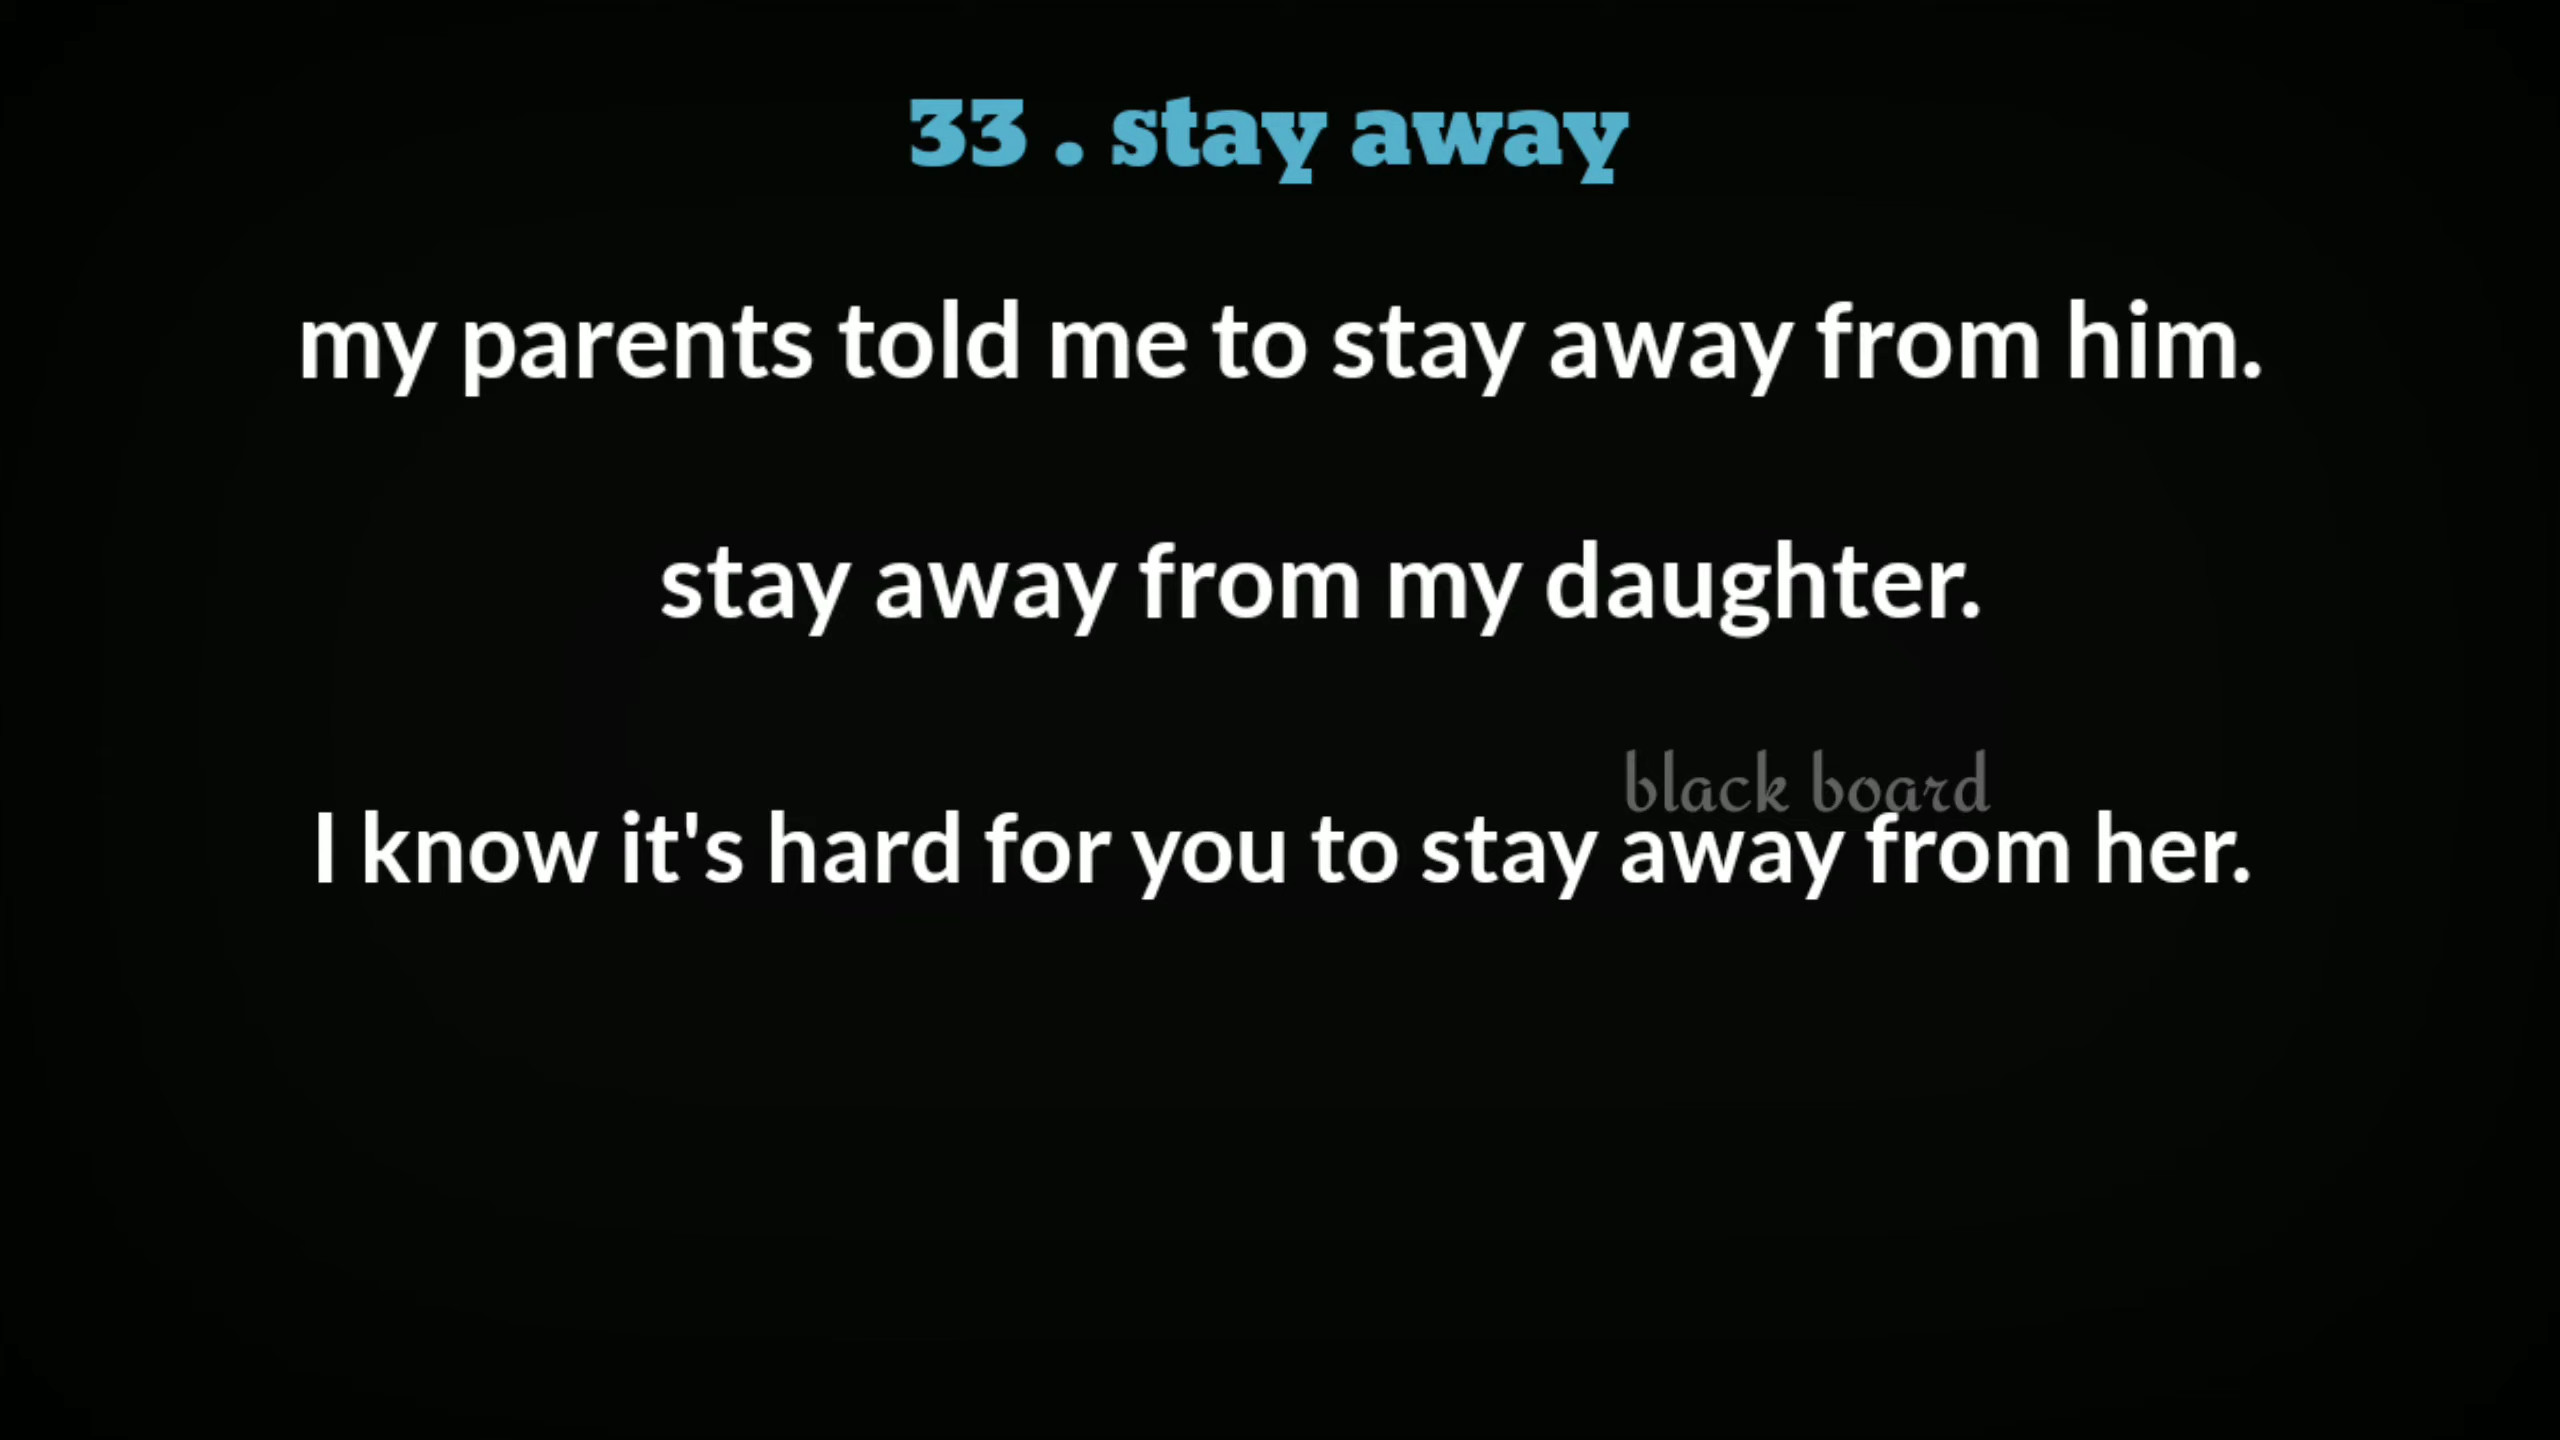 33 . stay away
my parents told me to stay away from him.
stay away from my daughter.
black board
I know it's hard for you to stay away from her.